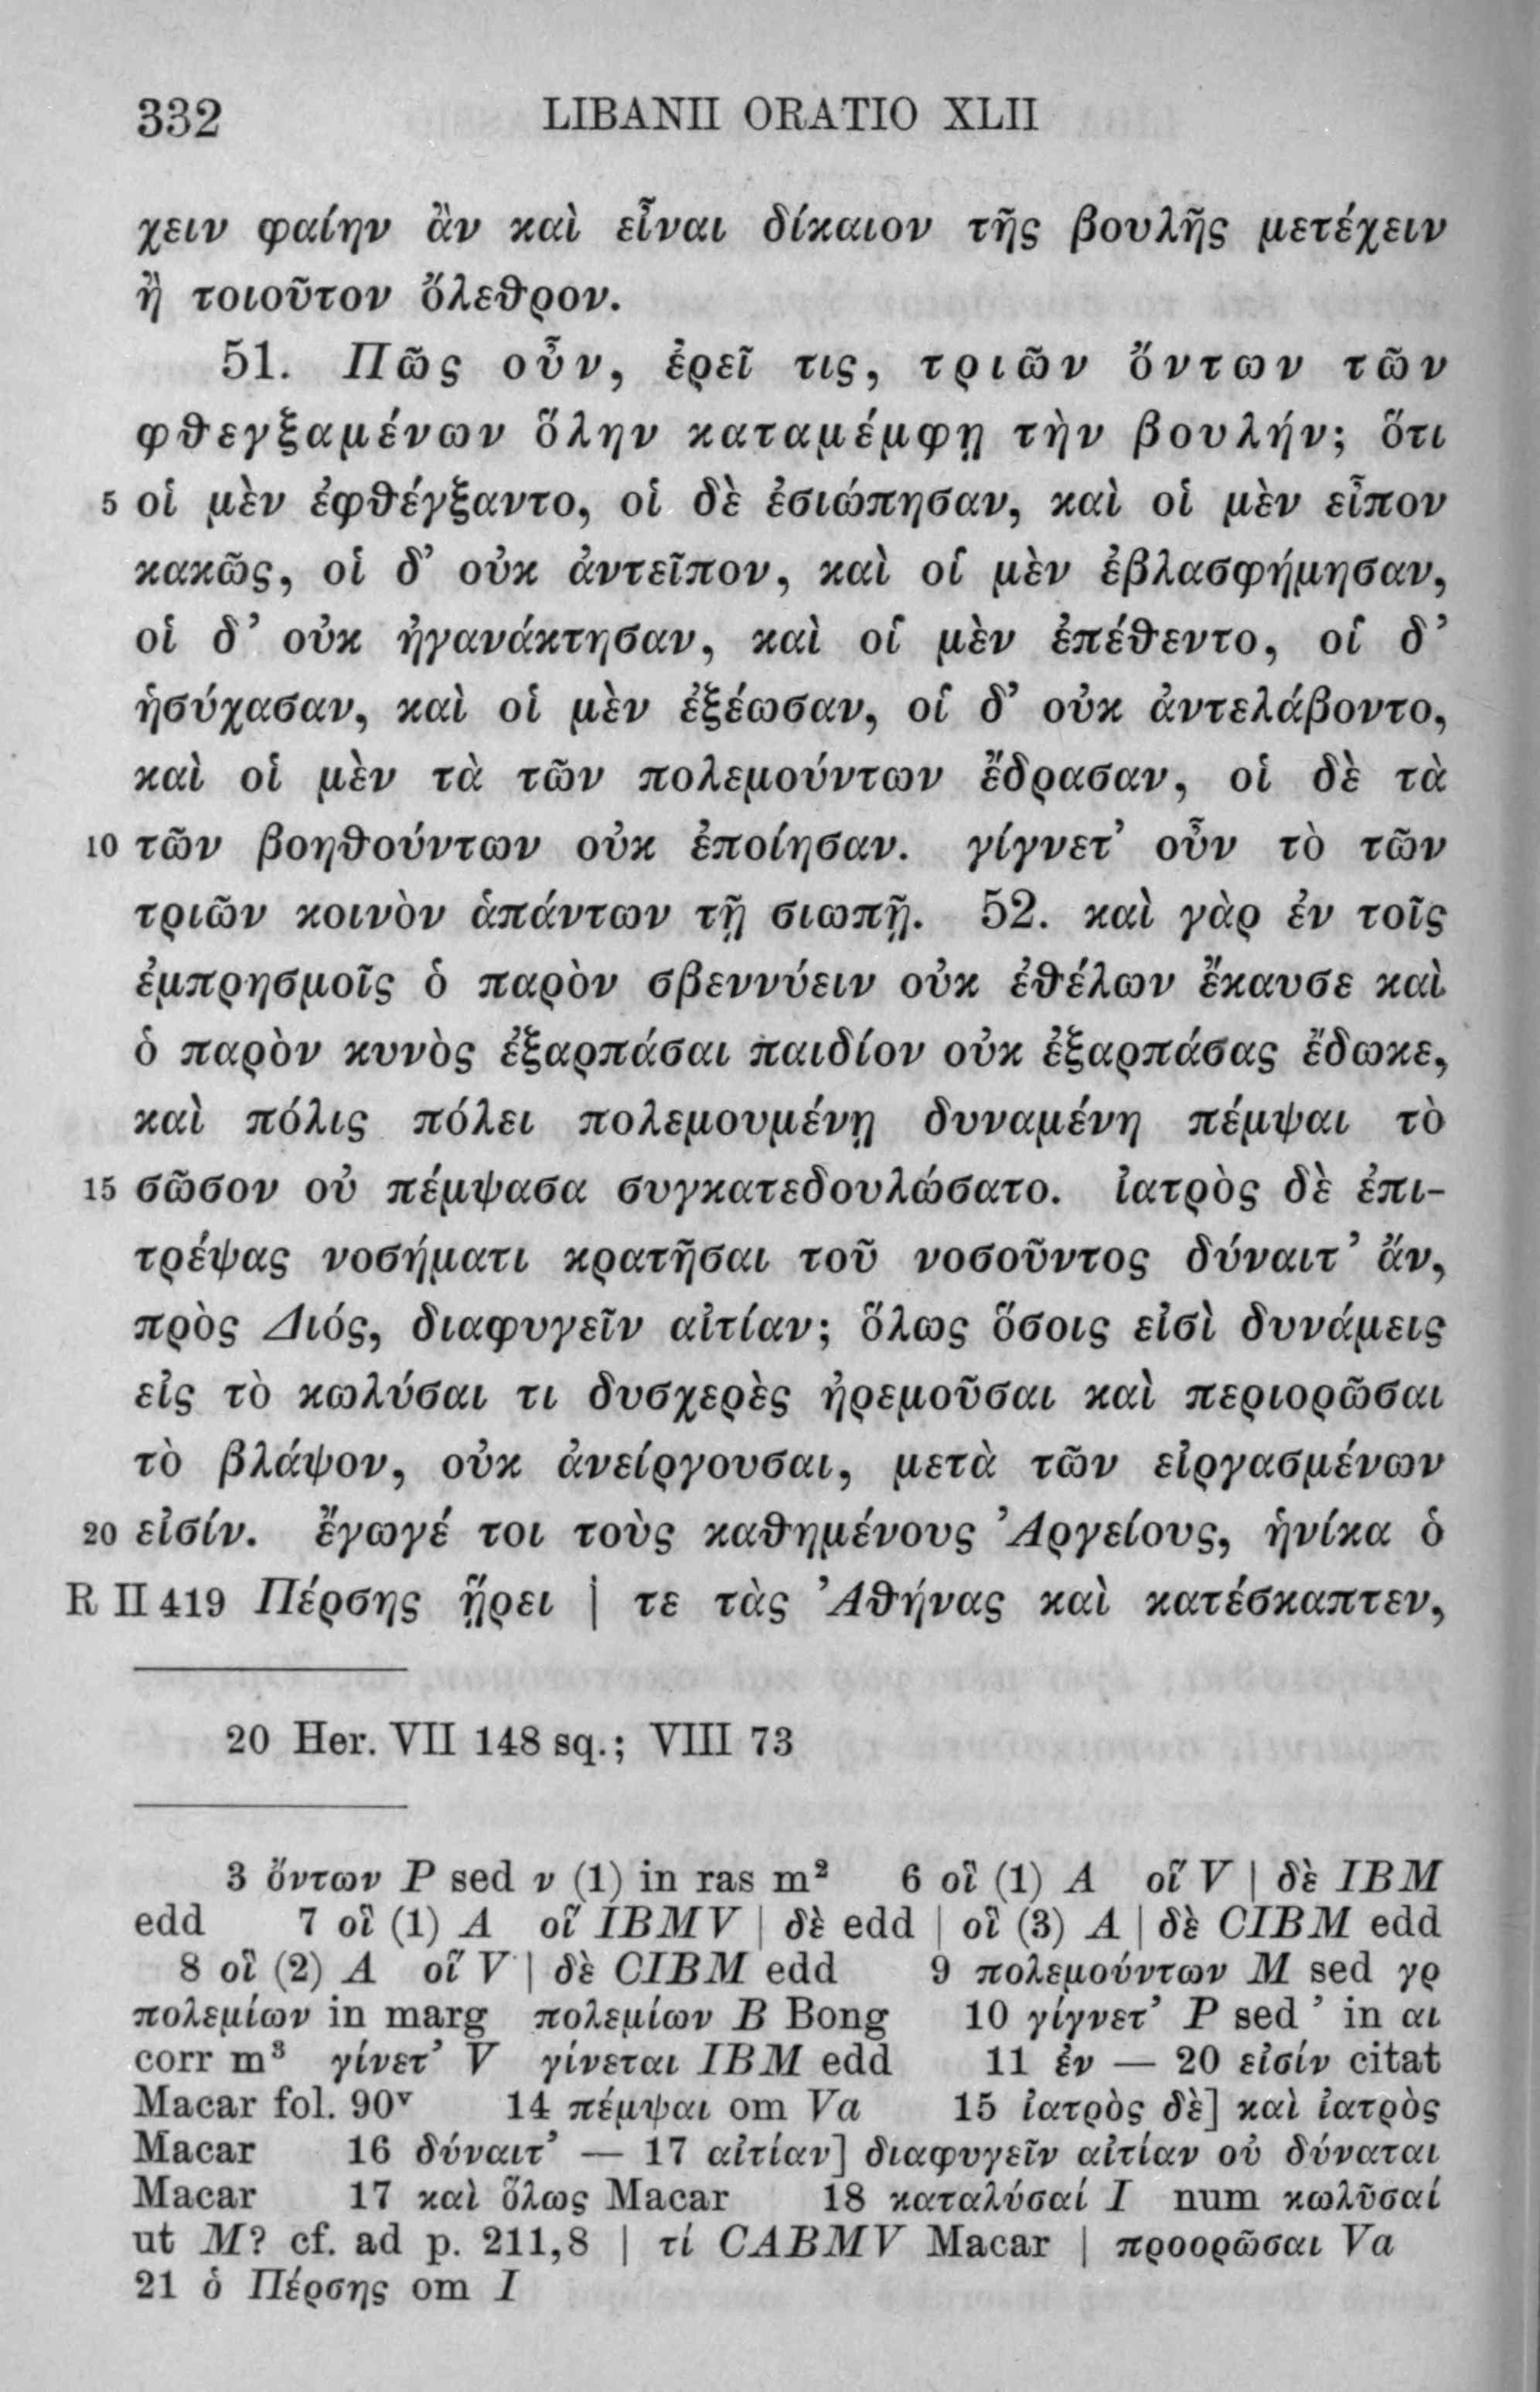 332 LIBANII ORATIO XLII
χειν φαίην ἂν καὶ εἶναι δίκαιον τῆς βουλῆς μετέχειν
ἢ τοιοῦτον ὄλεθρον.
51. Πῶς οὖν, ἐρεῖ τις, τριῶν ὄντων τῶν
φθεγξαμένων ὅλην καταμέμφῃ τὴν βουλήν; ὅτι
5 οἱ μὲν ἐφθέγξαντο, οἱ δὲ ἐσιώπησαν, καὶ οἱ μὲν εἶπον
κακῶς, οἱ δ’ οὐκ ἀντεῖπον, καὶ οἱ μὲν ἐβλασφήμησαν,
οἱ δ’ οὐκ ἠγανάκτησαν, καὶ οἱ μὲν ἐπέθεντο, οἱ δ’
ἡσύχασαν, καὶ οἱ μὲν ἐξέωσαν, οἱ δ’ οὐκ ἀντελάβοντο,
καὶ οἱ μὲν τὰ τῶν πολεμούντων ἔδρασαν, οἱ δὲ τὰ
10 τῶν βοηθούντων οὐκ ἐποίησαν. γίγνετ’ οὖν τὸ τῶν
τριῶν κοινὸν ἁπάντων τῇ σιωπῇ. 52. καὶ γὰρ ἐν τοῖς
ἐμπρησμοῖς ὁ παρὸν σβεννύειν οὐκ ἐθέλων ἔκαυσε καὶ
ὁ παρὸν κυνὸς ἐξαρπάσαι παιδίον οὐκ ἐξαρπάσας ἔδωκε,
καὶ πόλις πόλει πολεμουμένῃ δυναμένη πέμψαι τὸ
15 σῶσον οὐ πέμψασα συγκατεδουλώσατο. ἰατρὸς δὲ ἐπι-
τρέψας νοσήματι κρατῆσαι τοῦ νοσοῦντος δύναιτ’ ἄν,
πρὸς Διός, διαφυγεῖν αἰτίαν; ὅλως ὅσοις εἰσὶ δυνάμεις
εἰς τὸ κωλύσαι τι δυσχερὲς ἠρεμοῦσαι καὶ περιορῶσαι
τὸ βλάψον, οὐκ ἀνείργουσαι, μετὰ τῶν εἰργασμένων
20 εἰσίν. ἔγωγέ τοι τοὺς καθημένους Ἀργείους, ἡνίκα ὁ
R II 419 Πέρσης ᾕρει | τε τὰς Ἀθήνας καὶ κατέσκαπτεν,
20 Her. VII 148 sq.; VIII 73
3 ὄντων P sed ν (1) in ras m² 6 οἳ (1) A οἵ V | δὲ IBM
edd 7 οἳ (1) A οἵ IBMV | δὲ edd | οἳ (3) A | δὲ CIBM edd
8 οἳ (2) A οἵ V | δὲ CIBM edd 9 πολεμούντων M sed γρ
πολεμίων in marg πολεμίων B Bong 10 γίγνετ’ P sed ’ in αι
corr m³ γίνετ’ V γίνεται IBM edd 11 ἐν — 20 εἰσίν citat
Macar fol. 90ᵛ 14 πέμψαι om Va 15 ἰατρὸς δὲ] καὶ ἰατρὸς
Macar 16 δύναιτ’ — 17 αἰτίαν] διαφυγεῖν αἰτίαν οὐ δύναται
Macar 17 καὶ ὅλως Macar 18 καταλύσαί I num κωλῦσαί
ut M? cf. ad p. 211,8 | τί CABMV Macar | προορῶσαι Va
21 ὁ Πέρσης om I